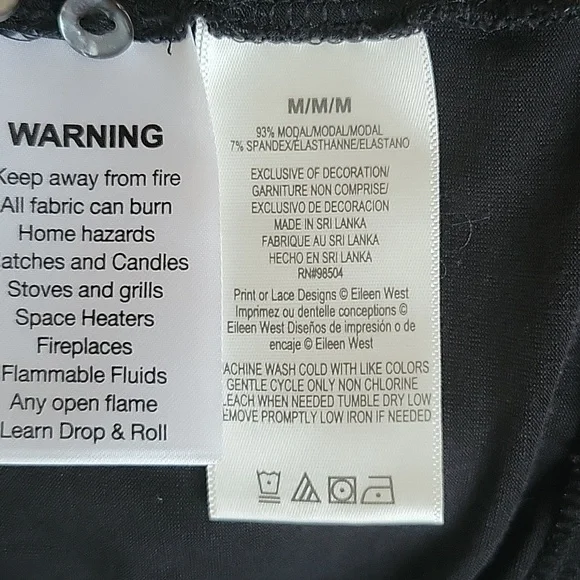 WARNING
Keep away from fire
All fabric can burn
Home hazards
atches and Candles
Stoves and grills
Space Heaters
Fireplaces
Flammable Fluids
Any open flame
Learn Drop & Roll
M/M/M
93% MODAL/MODAL/MODAL
7% SPANDEX/ELASTHANNE/ELASTANO
EXCLUSIVE OF DECORATION/
GARNITURE NON COMPRISE/
EXCLUSIVO DE DECORACION
MADE IN SRI LANKA
FABRIQUE AU SRI LANKA
HECHO EN SRI LANKA
RN#98504
Print or Lace Designs © Eileen West
Imprimez ou dentelle conceptions ©
Eileen West Diseños de impresión o de
encaje © Eileen West
ACHINE WASH COLD WITH LIKE COLORS
GENTLE CYCLE ONLY NON CHLORINE
LEACH WHEN NEEDED TUMBLE DRY LOW
EMOVE PROMPTLY LOW IRON IF NEEDED